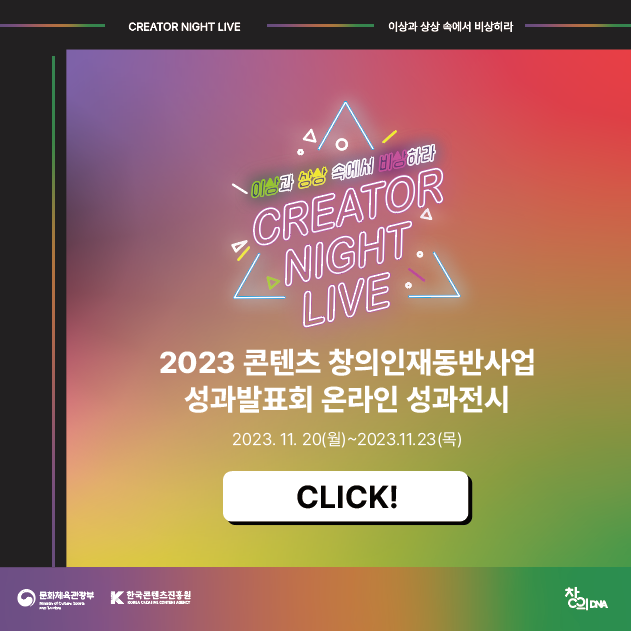 CREATOR NIGHT LIVE
이상과 상상 속에서 비상히라
이상과 상상 속에서 비상하라
CREATOR
NIGHT
LIVE
2023 콘텐츠 창의인재동반사업
성과발표회 온라인 성과전시
2023. 11. 20(월)~2023.11.23(목)
CLICK!
문화체육관광부
Ministry of Culture, Sports
and Tourism
한국콘텐츠진흥원
KOREA CREATIVE CONTENT AGENCY
창의DNA